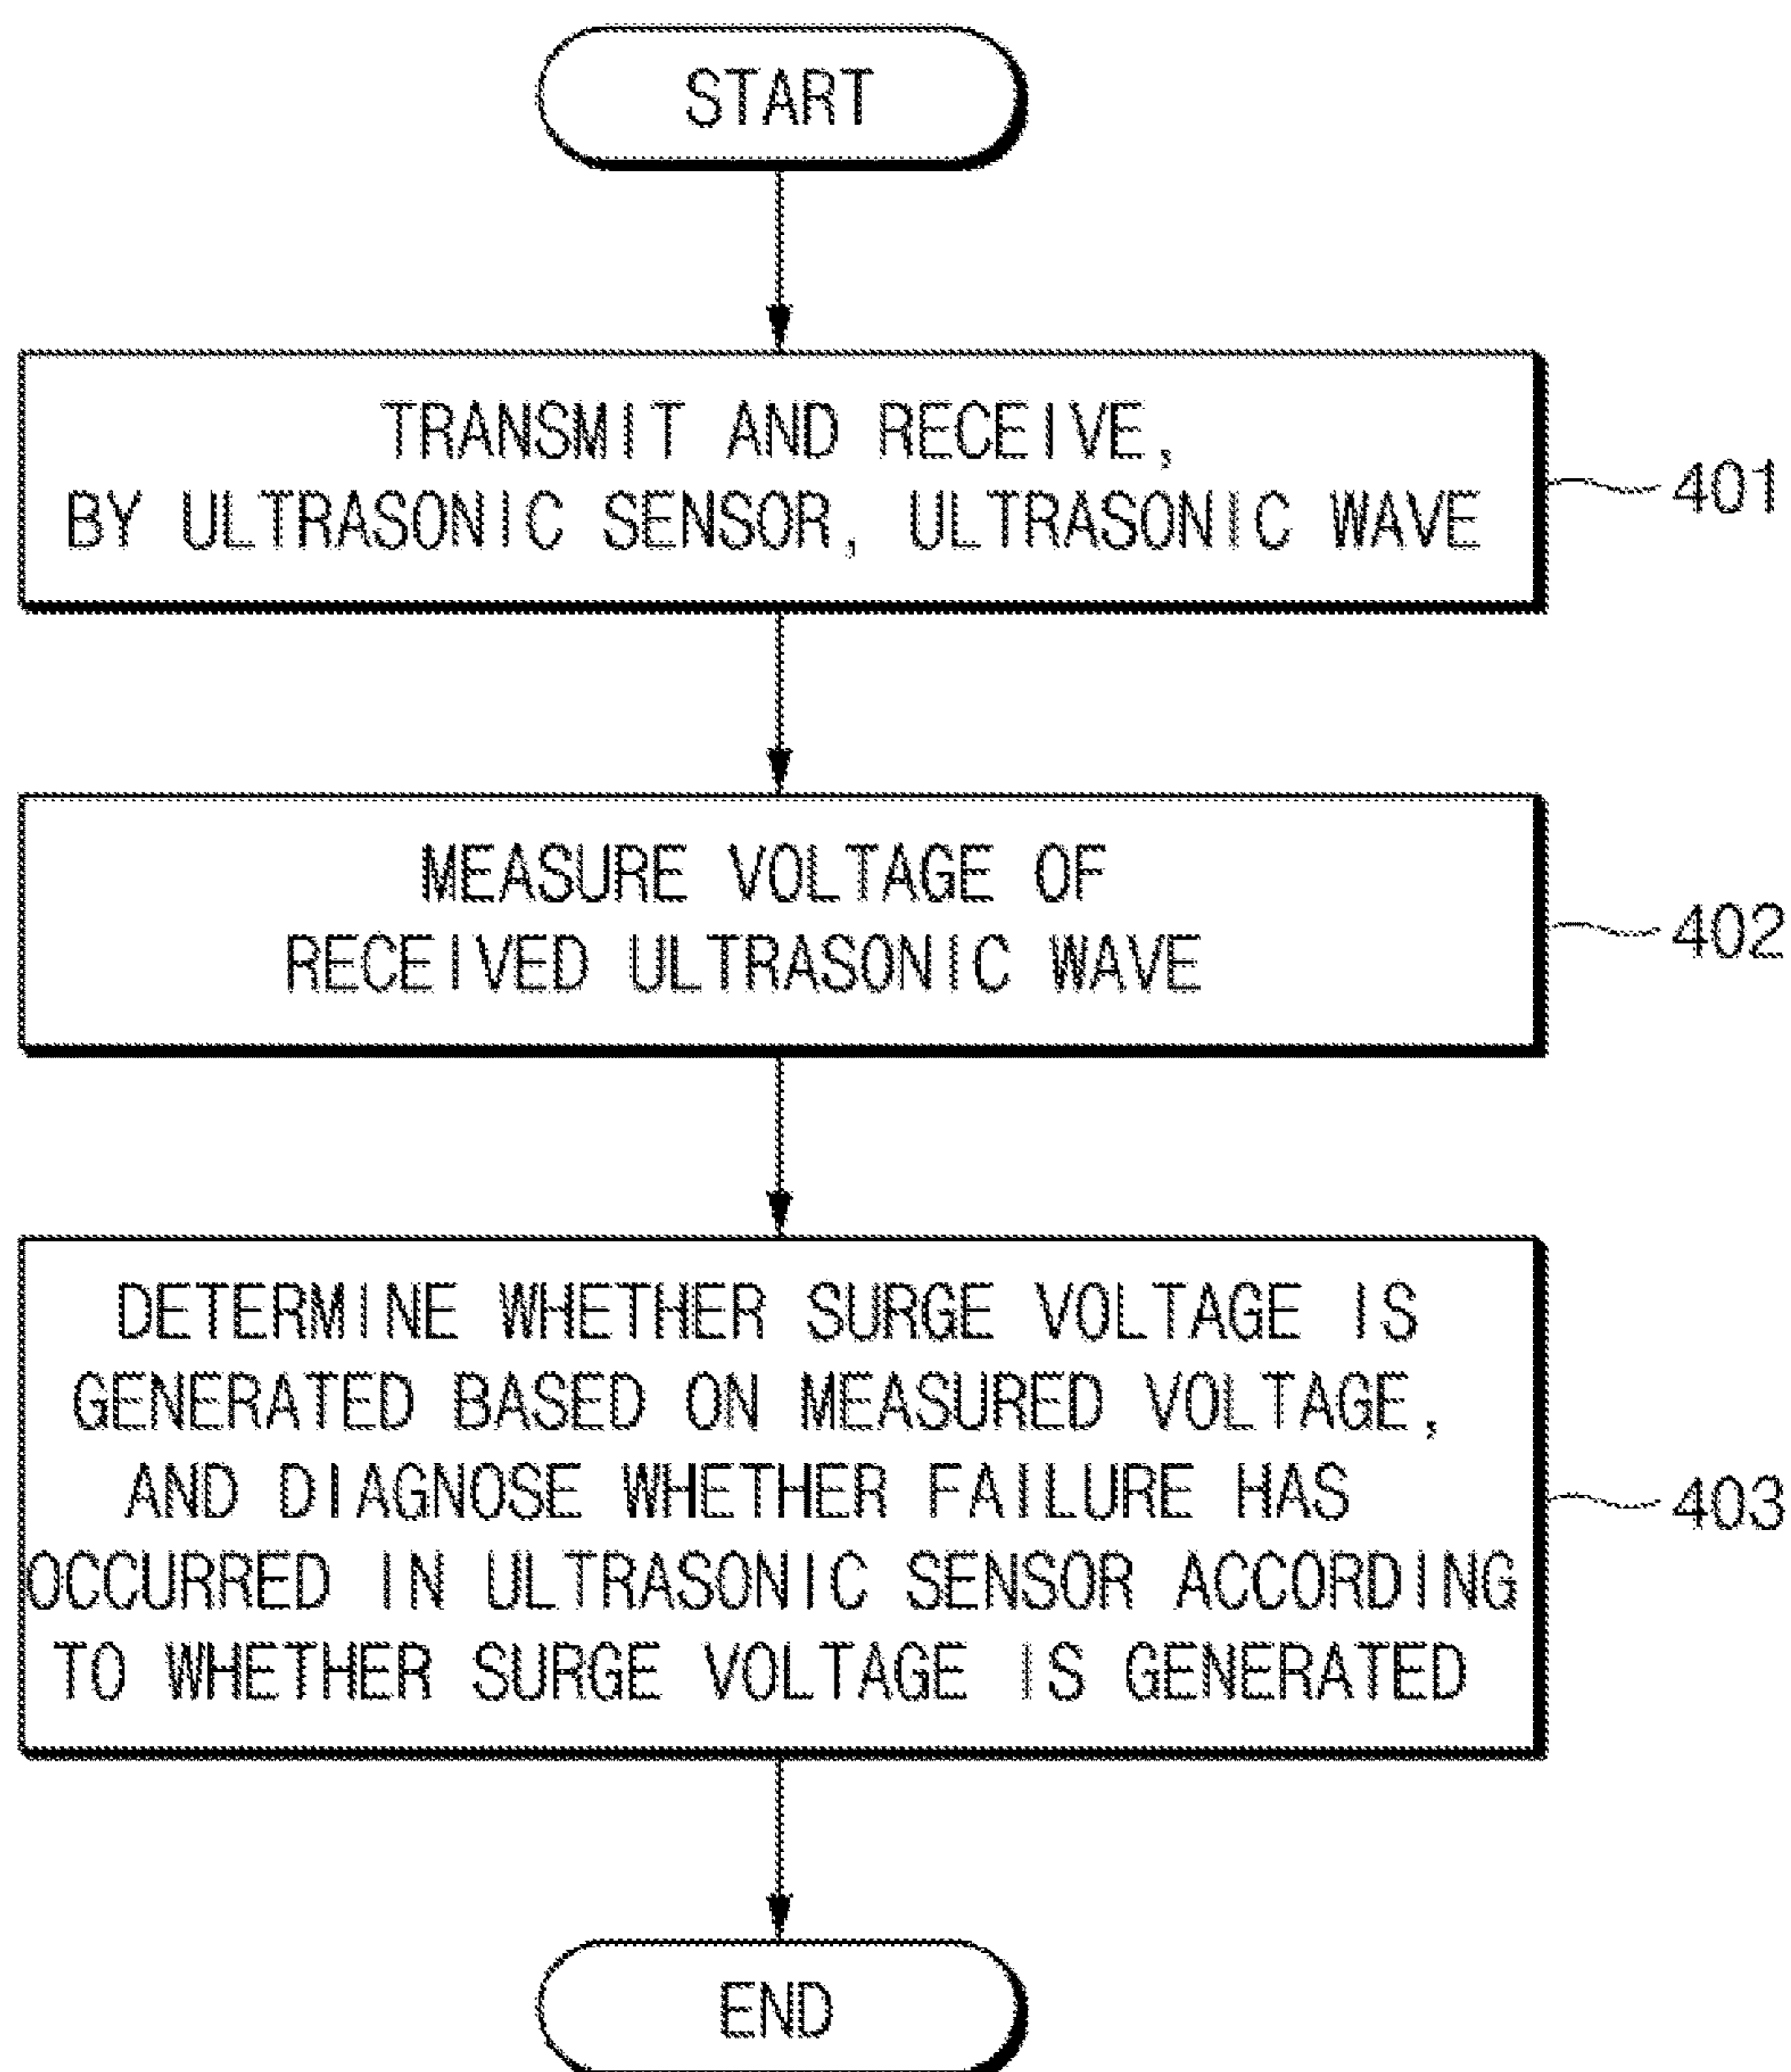 START
TRANSMIT AND RECEIVE,
BY ULTRASONIC SENSOR, ULTRASONIC WAVE
401
MEASURE VOLTAGE OF
RECEIVED ULTRASONIC WAVE
402
DETERMINE WHETHER SURGE VOLTAGE IS
GENERATED BASED ON MEASURED VOLTAGE,
AND DIAGNOSE WHETHER FAILURE HAS
OCCURRED IN ULTRASONIC SENSOR ACCORDING
TO WHETHER SURGE VOLTAGE IS GENERATED
403
END